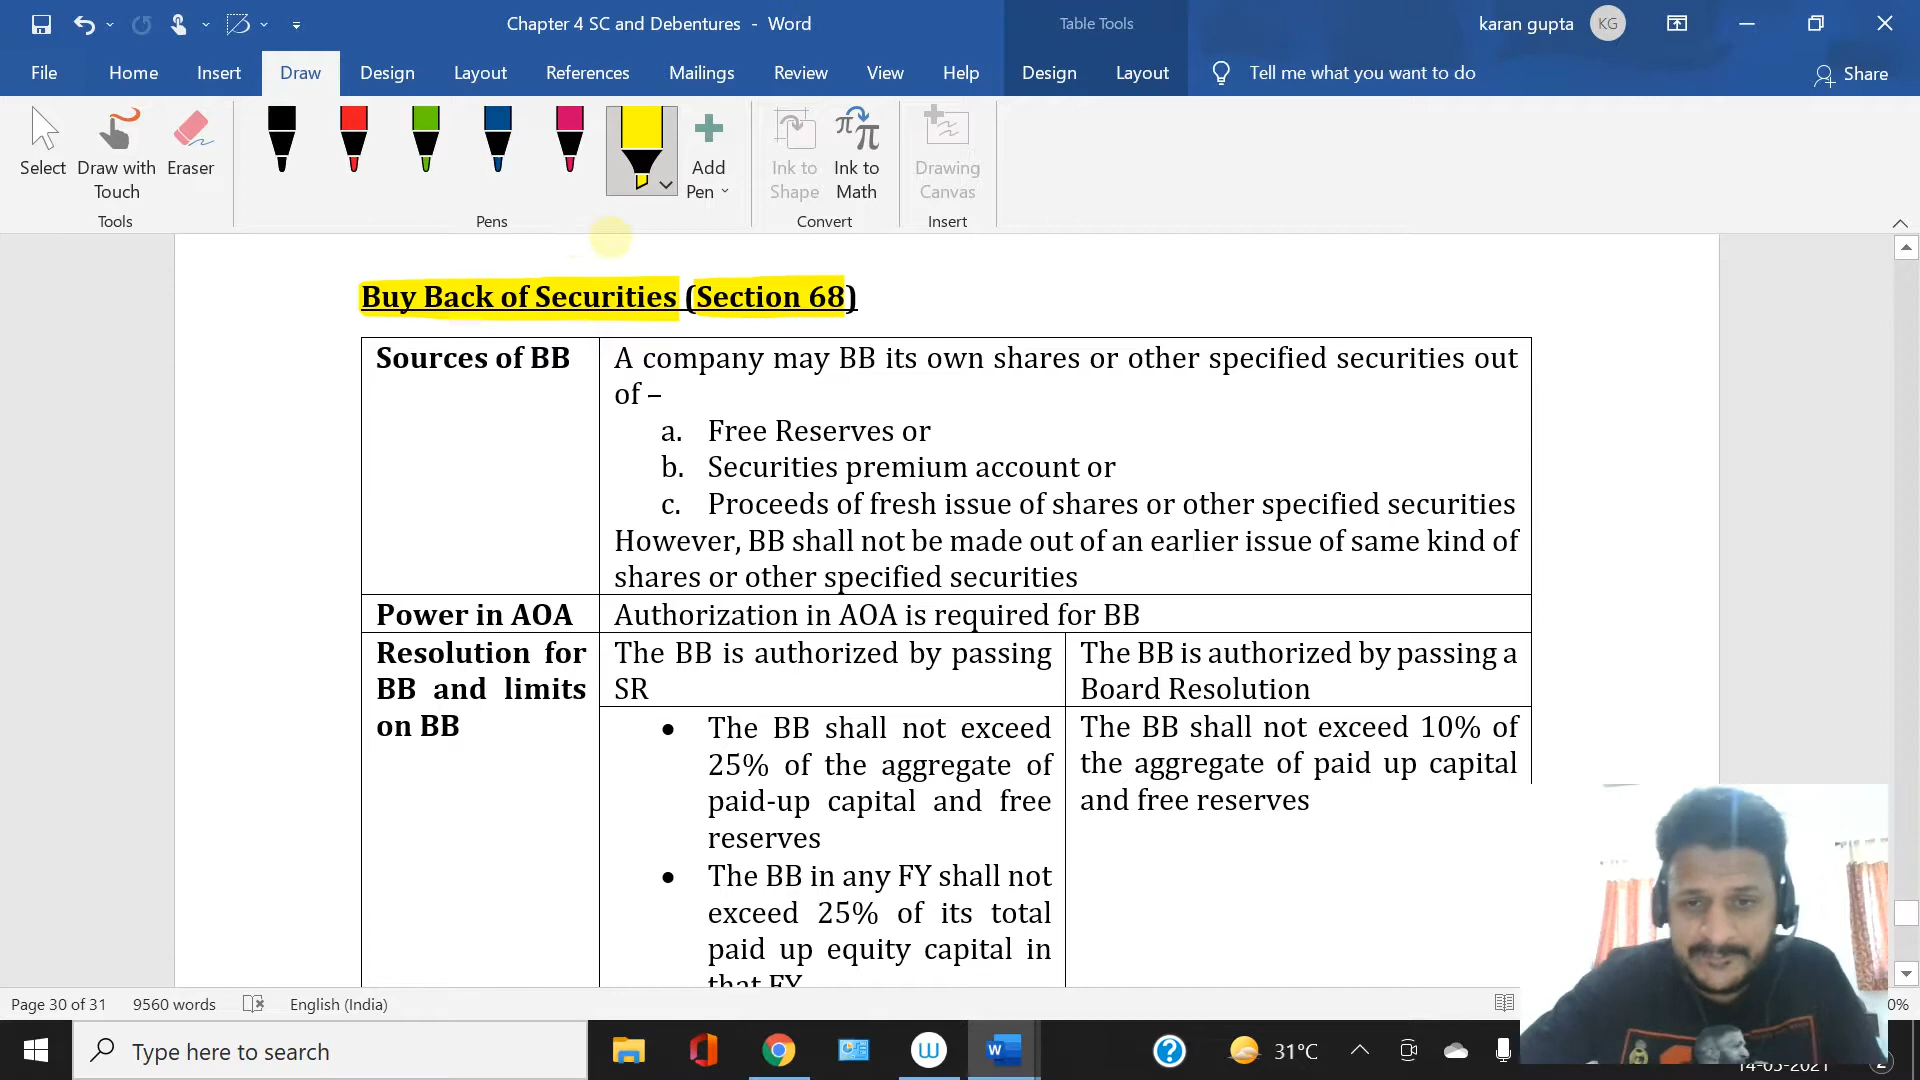 Chapter 4 SC and Debentures - Word
Table Tools
karan gupta
KG
File
Home
Insert
Draw
Design
Layout
References
Mailings
Review
View
Help
Design
Layout
Tell me what you want to do
Share
Select
Draw with
Touch
Eraser
Add
Pen
Ink to
Shape
Ink to
Math
Drawing
Canvas
Tools
Pens
Convert
Insert
Buy Back of Securities (Section 68)
Sources of BB
A company may BB its own shares or other specified securities out
of –
a. Free Reserves or
b. Securities premium account or
c. Proceeds of fresh issue of shares or other specified securities
However, BB shall not be made out of an earlier issue of same kind of
shares or other specified securities
Power in AOA
Authorization in AOA is required for BB
Resolution for
BB and limits
on BB
The BB is authorized by passing
SR
The BB is authorized by passing a
Board Resolution
• The BB shall not exceed
25% of the aggregate of
paid-up capital and free
reserves
• The BB in any FY shall not
exceed 25% of its total
paid up equity capital in
that FY
The BB shall not exceed 10% of
the aggregate of paid up capital
and free reserves
Page 30 of 31
9560 words
English (India)
0%
Type here to search
31°C